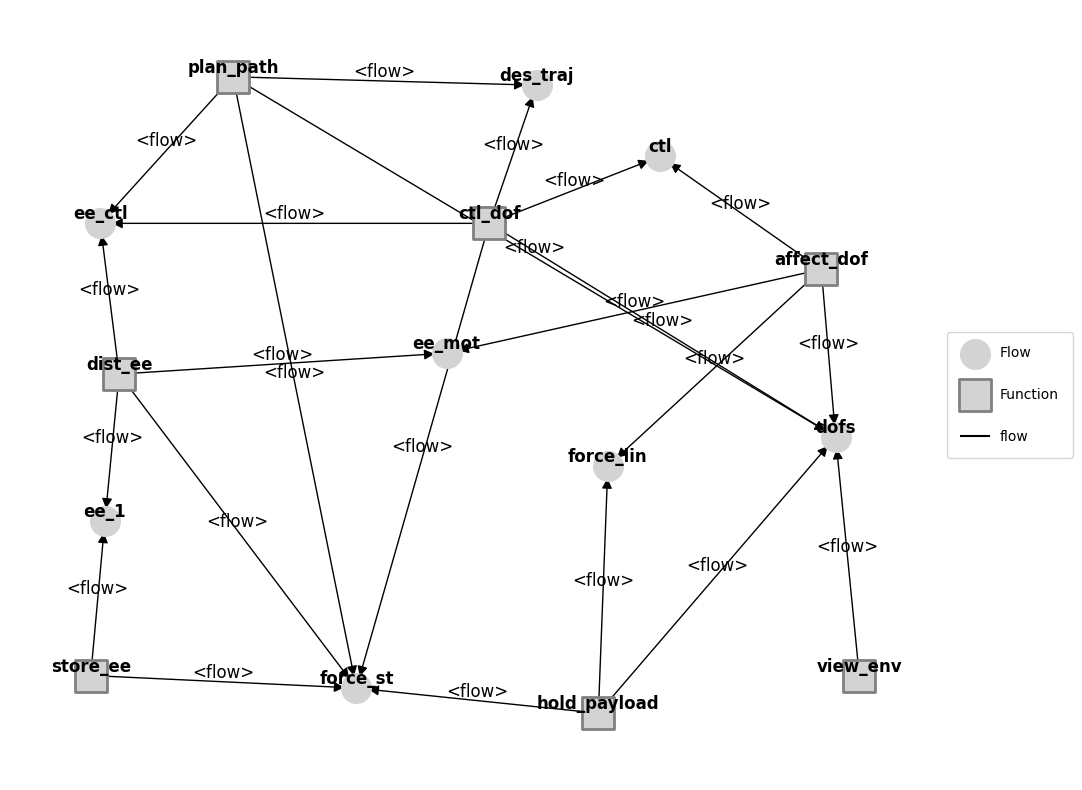 plan_path
<flow>
des_traj
<flow>
<flow>
ctl
<flow>
<flow>
ee_ctl
<flow>
ctl_dof
<flow>
affect_dof
<flow>
<flow>
<flow>
<flow>
ee_mot
<flow>
<flow>
dist_ee
<flow>
<flow>
dofs
<flow>
<flow>
force_lin
ee_1
<flow>
<flow>
<flow>
<flow>
<flow>
store_ee
<flow>
force_st
<flow>
hold_payload
view_env
Flow
Function
flow